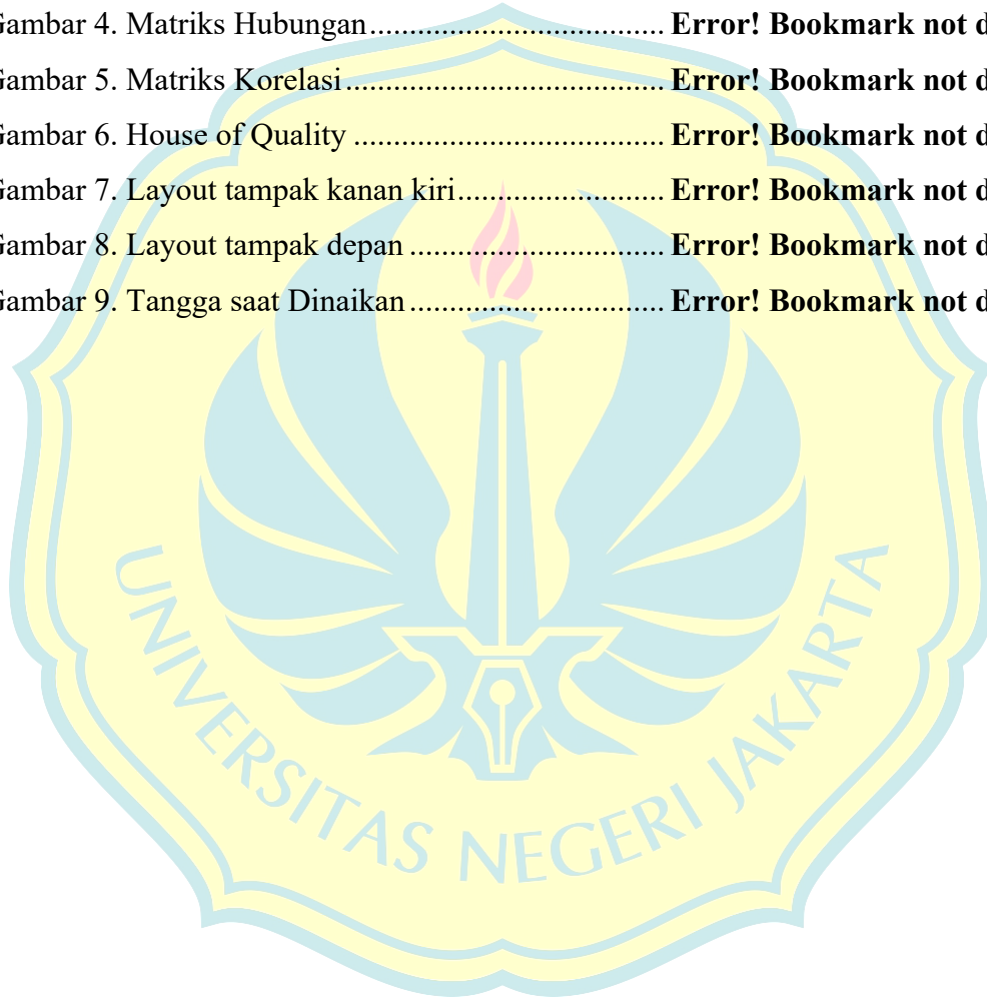 Gambar 4. Matriks Hubungan.................................... Error! Bookmark not d
Gambar 5. Matriks Korelasi....................................... Error! Bookmark not d
Gambar 6. House of Quality ...................................... Error! Bookmark not d
Gambar 7. Layout tampak kanan kiri......................... Error! Bookmark not d
Gambar 8. Layout tampak depan ............................... Error! Bookmark not d
Gambar 9. Tangga saat Dinaikan............................... Error! Bookmark not d
UNIVERSITAS NEGERI JAKARTA